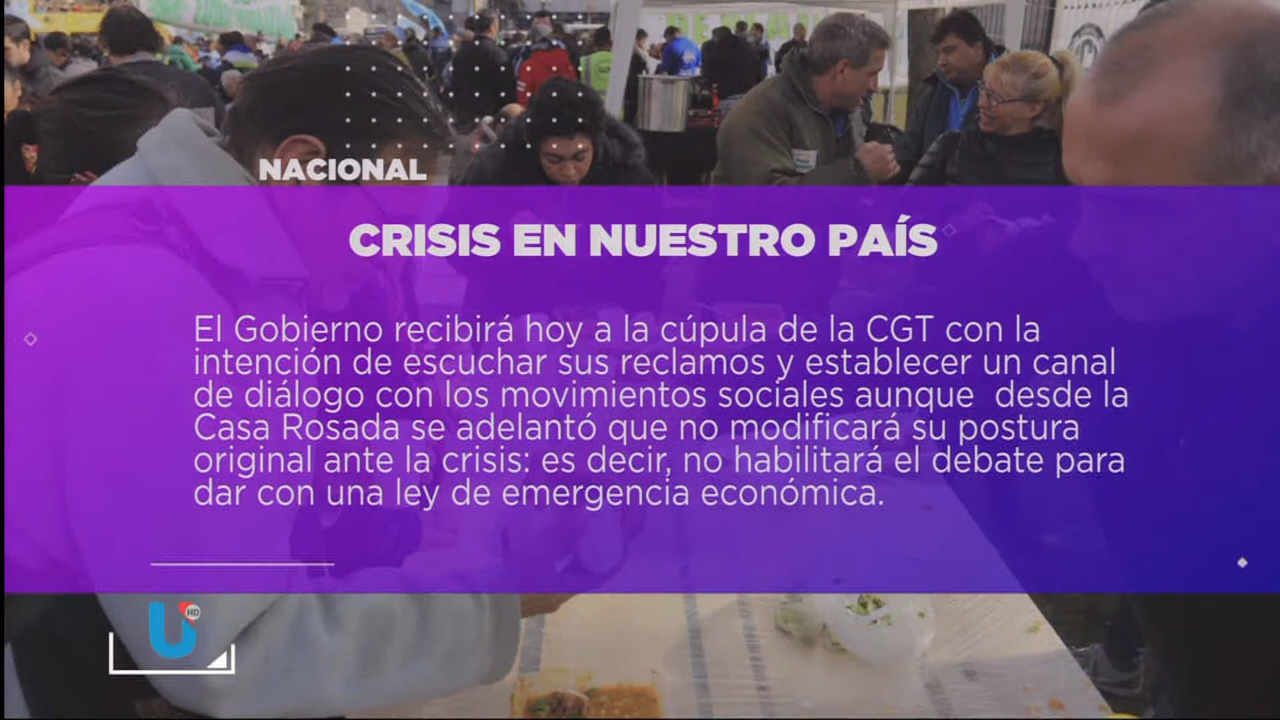 NACIONAL
CRISIS EN NUESTRO PAÍS
El Gobierno recibirá hoy a la cúpula de la CGT con la
intención de escuchar sus reclamos y establecer un canal
de diálogo con los movimientos sociales aunque  desde la
Casa Rosada se adelantó que no modificará su postura
original ante la crisis: es decir, no habilitará el debate para
dar con una ley de emergencia económica.
U HD